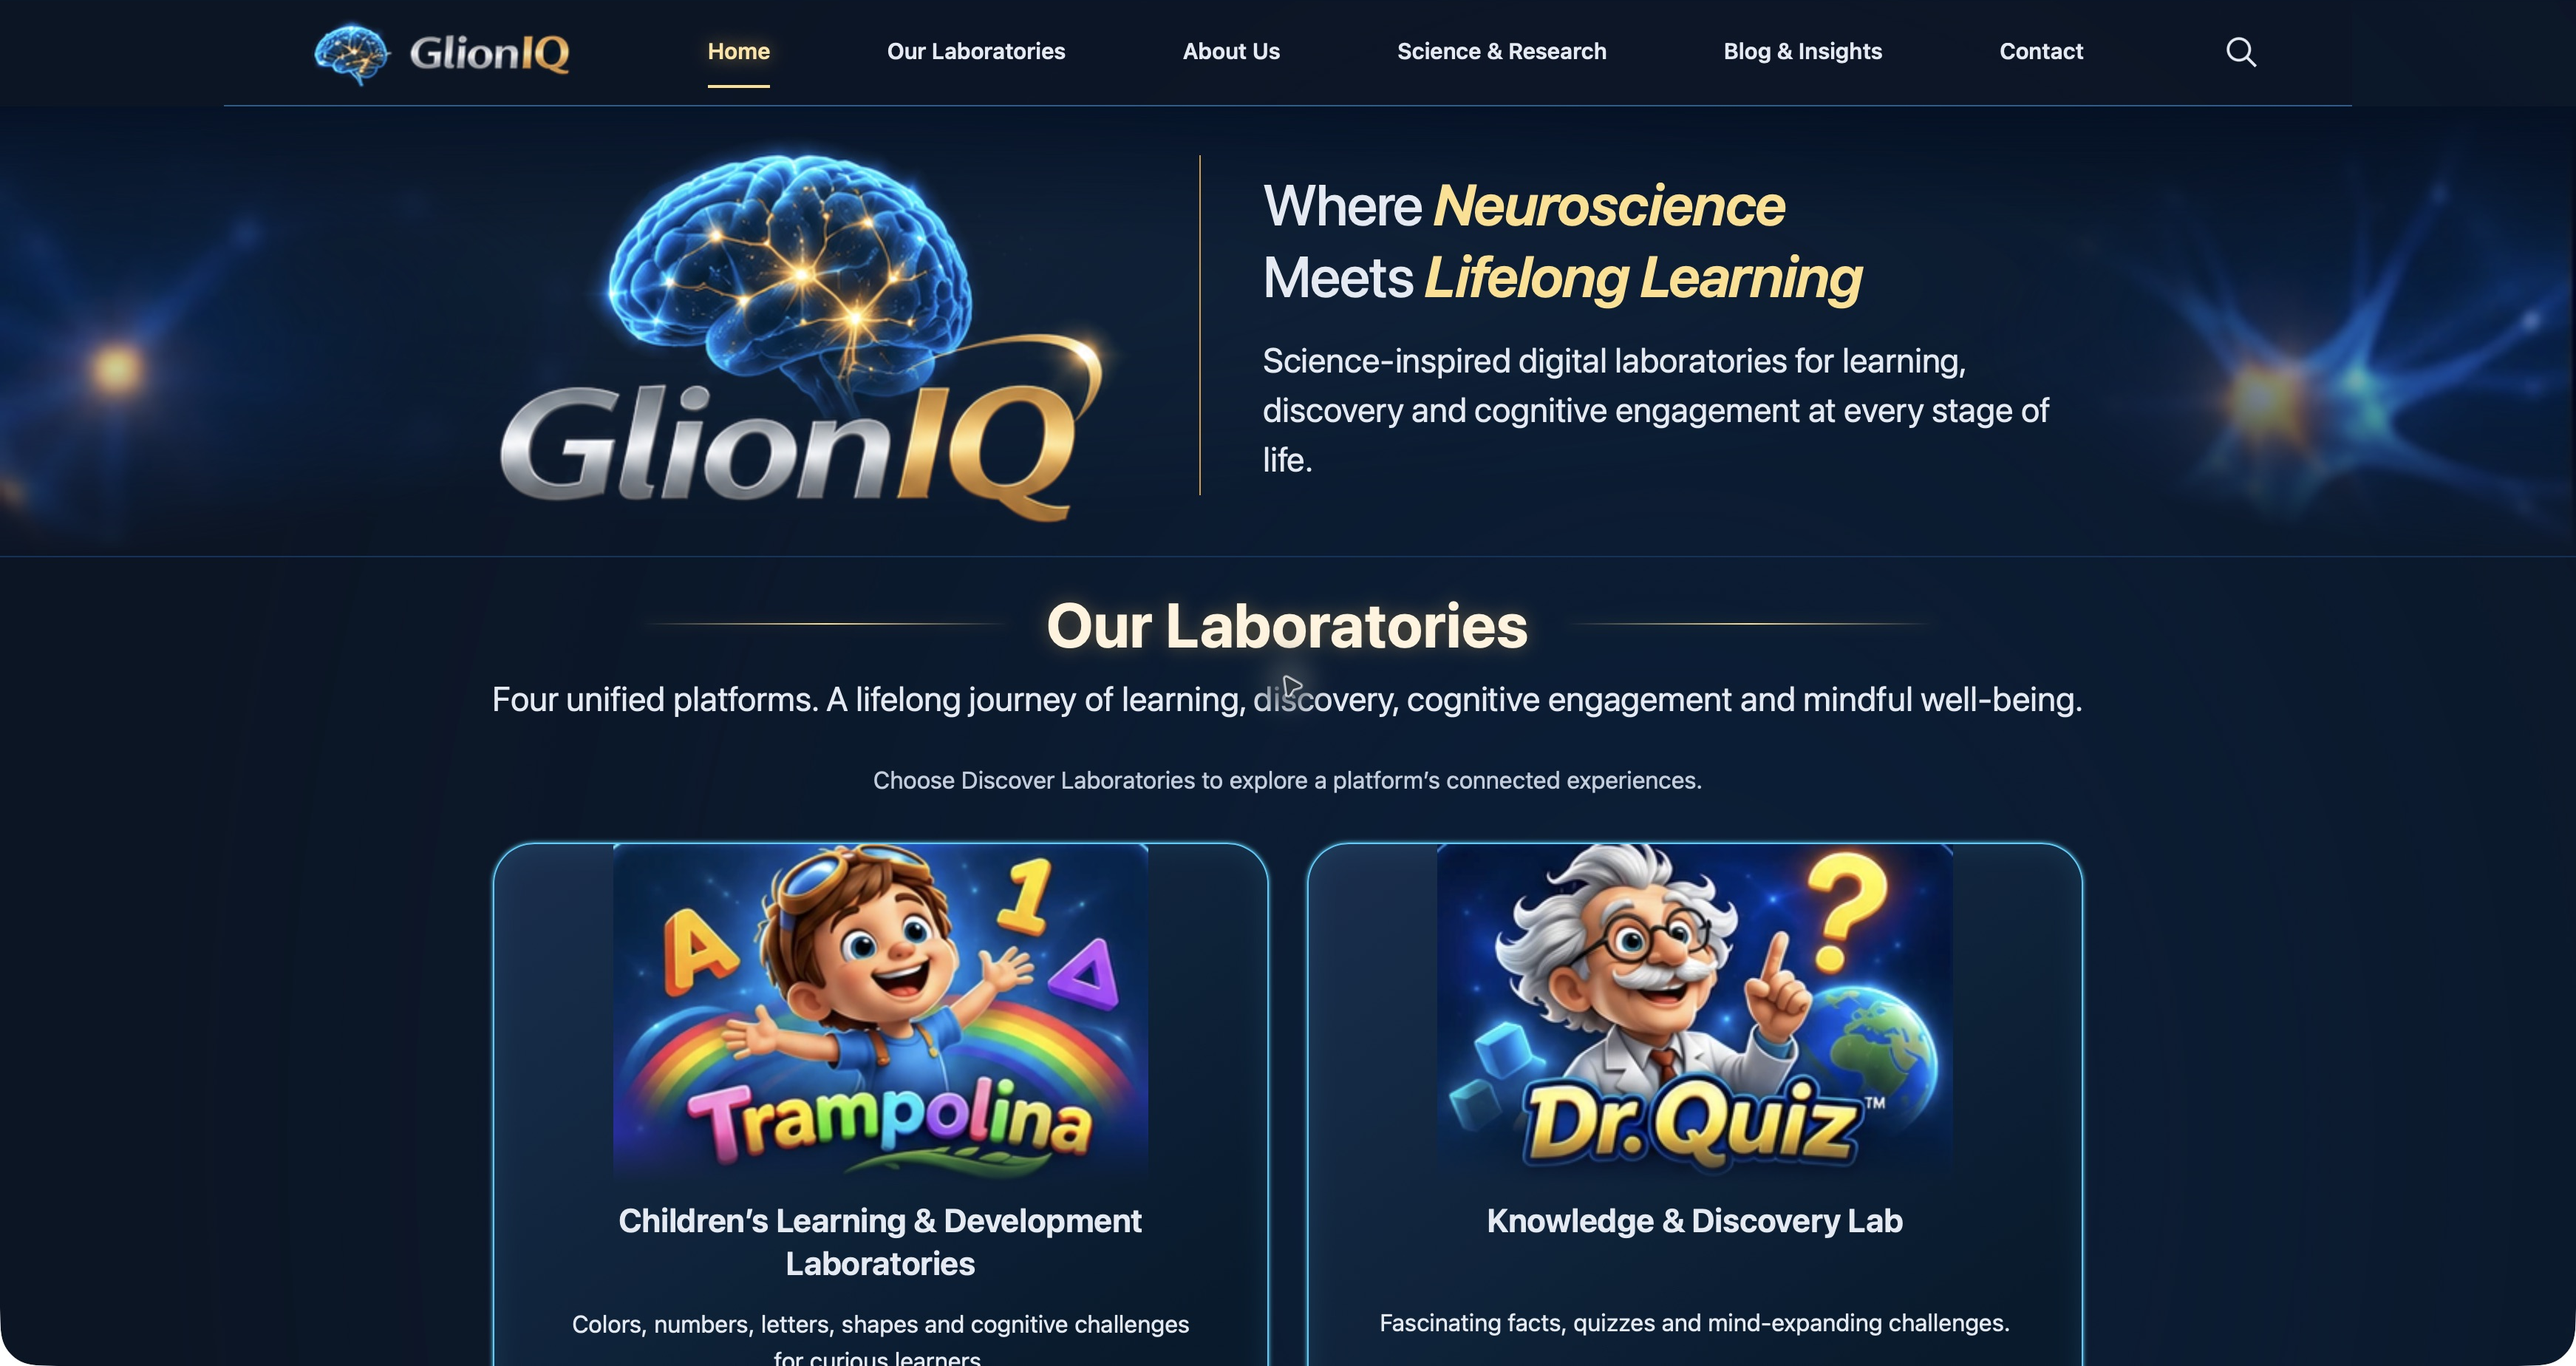 GlionIQ
Home
Our Laboratories
About Us
Science & Research
Blog & Insights
Contact
GlionIQ
Where Neuroscience
Meets Lifelong Learning
Science-inspired digital laboratories for learning,
discovery and cognitive engagement at every stage of
life.
Our Laboratories
Four unified platforms. A lifelong journey of learning, discovery, cognitive engagement and mindful well-being.
Choose Discover Laboratories to explore a platform’s connected experiences.
A 1
Trampolina
Children’s Learning & Development
Laboratories
Colors, numbers, letters, shapes and cognitive challenges
for curious learners
?
Dr. Quiz™
Knowledge & Discovery Lab
Fascinating facts, quizzes and mind-expanding challenges.